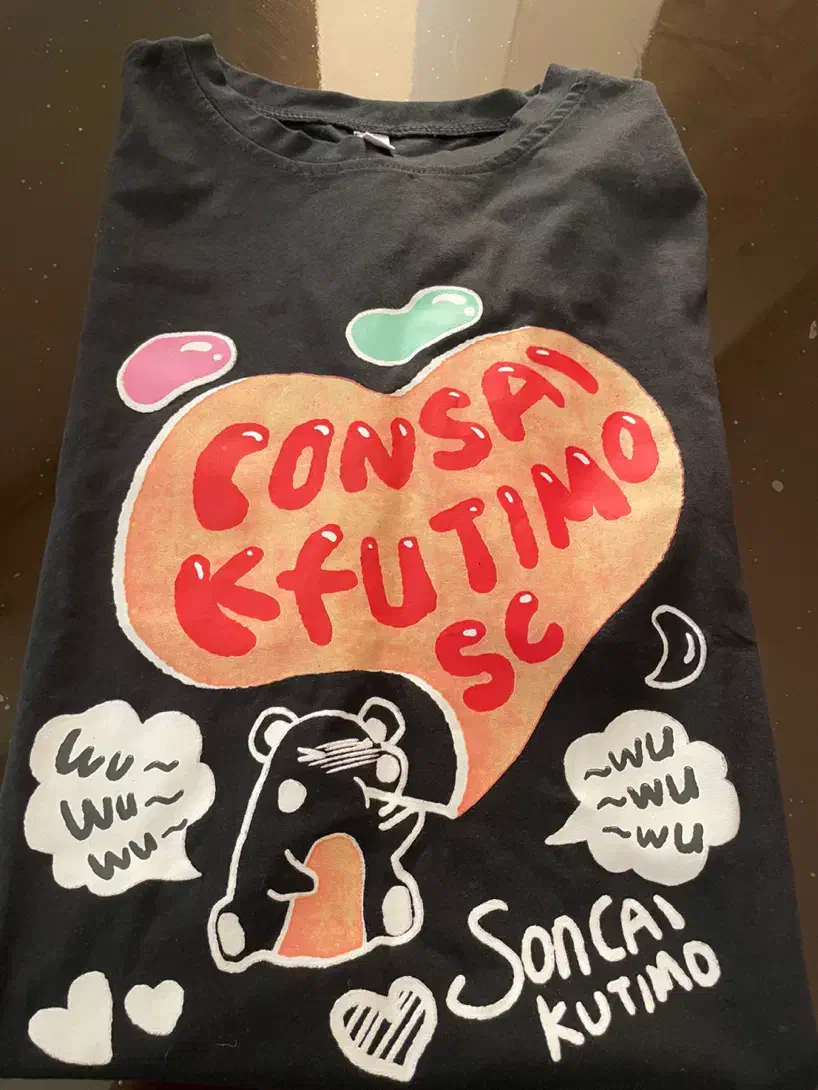 CONSAI
KfUTIMO
SC
Wu~
Wu~
wu~
~WU
~WU
~WU
SonCAI
KUTIMO